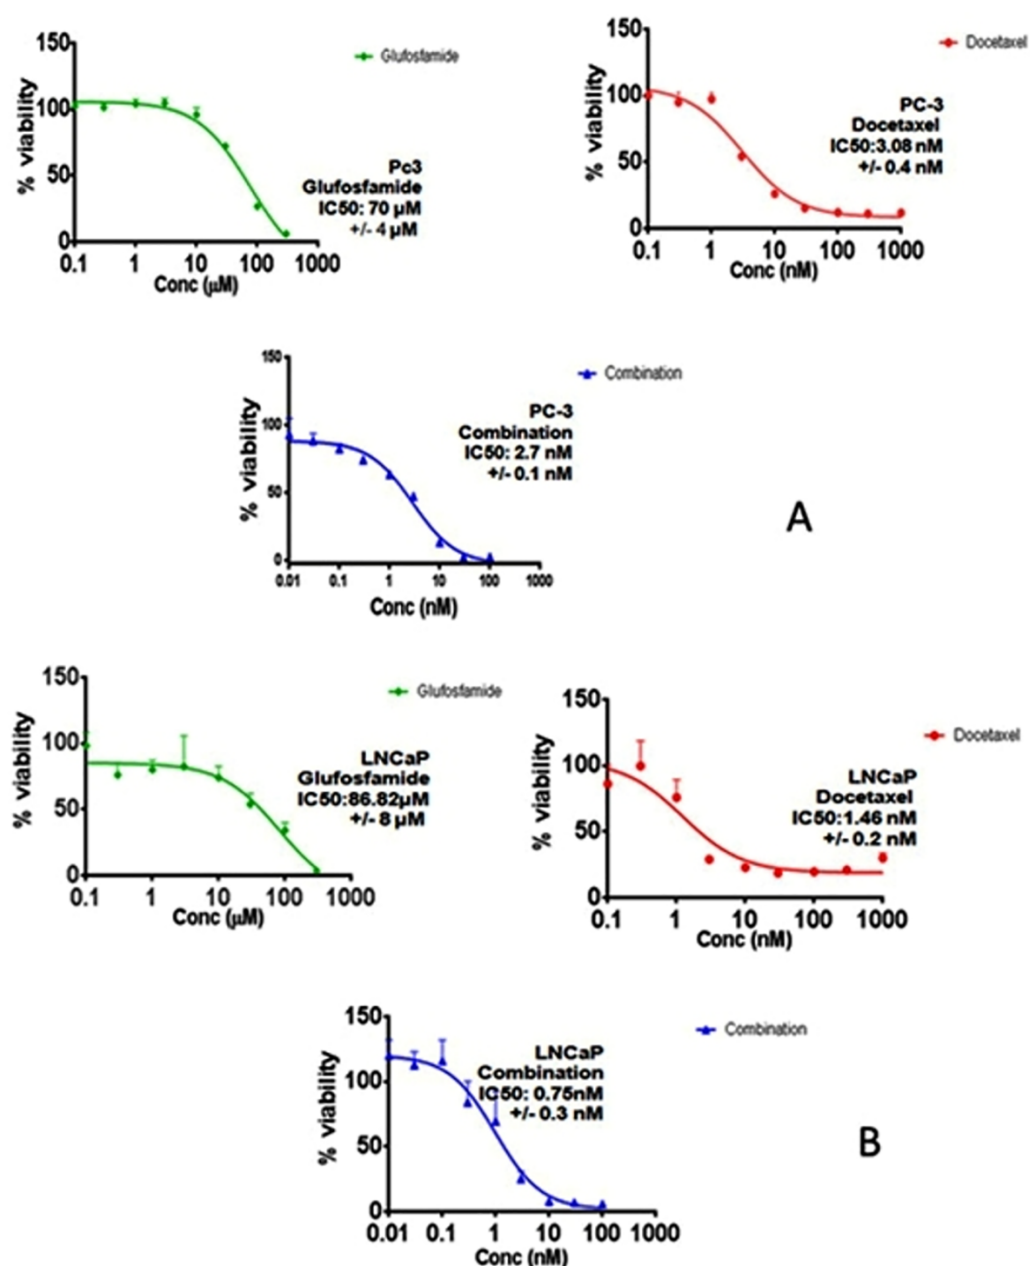 150
100
50
0
% viability
0.1 1 10 100 1000
Conc (μM)
Glufosfamide
Pc3
Glufosfamide
IC50: 70 μM
+/- 4 μM
150
100
50
0
% viability
0.1 1 10 100 1000
Conc (nM)
Docetaxel
PC-3
Docetaxel
IC50:3.08 nM
+/- 0.4 nM
150
100
50
0
% viability
0.01 0.1 1 10 100 1000
Conc (nM)
Combination
PC-3
Combination
IC50: 2.7 nM
+/- 0.1 nM
A
150
100
50
0
% viability
0.1 1 10 100 1000
Conc (μM)
Glufosfamide
LNCaP
Glufosfamide
IC50:86.82μM
+/- 8 μM
150
100
50
0
% viability
0.1 1 10 100 1000
Conc (nM)
Docetaxel
LNCaP
Docetaxel
IC50:1.46 nM
+/- 0.2 nM
150
100
50
0
% viability
0.01 0.1 1 10 100 1000
Conc (nM)
Combination
LNCaP
Combination
IC50: 0.75nM
+/- 0.3 nM
B